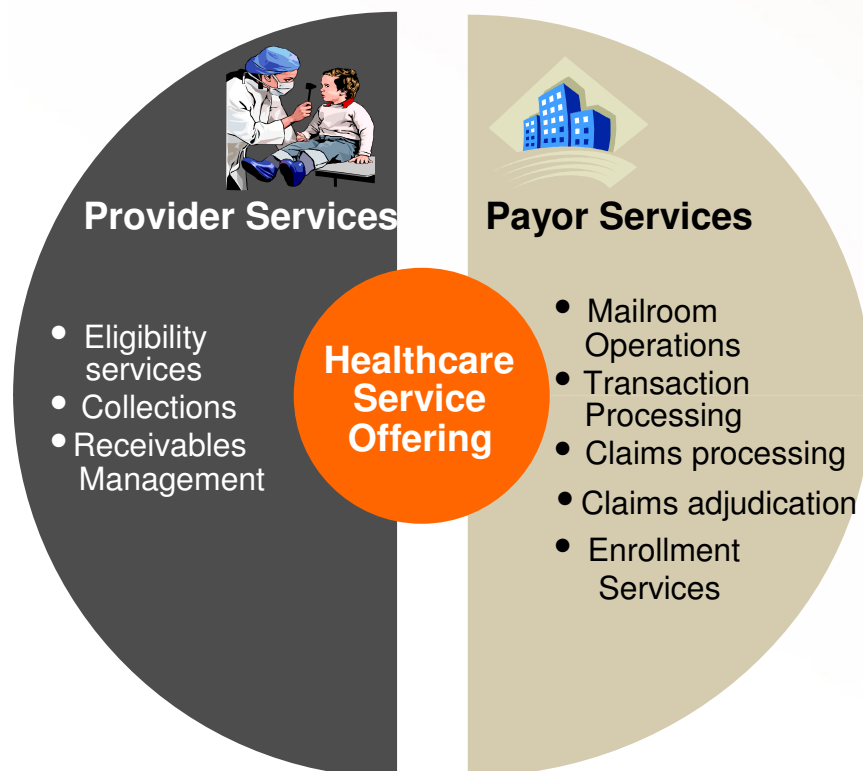 Provider Services
• Eligibility
services
• Collections
• Receivables
Management
Healthcare
Service
Offering
Payor Services
• Mailroom
Operations
• Transaction
Processing
• Claims processing
• Claims adjudication
• Enrollment
Services